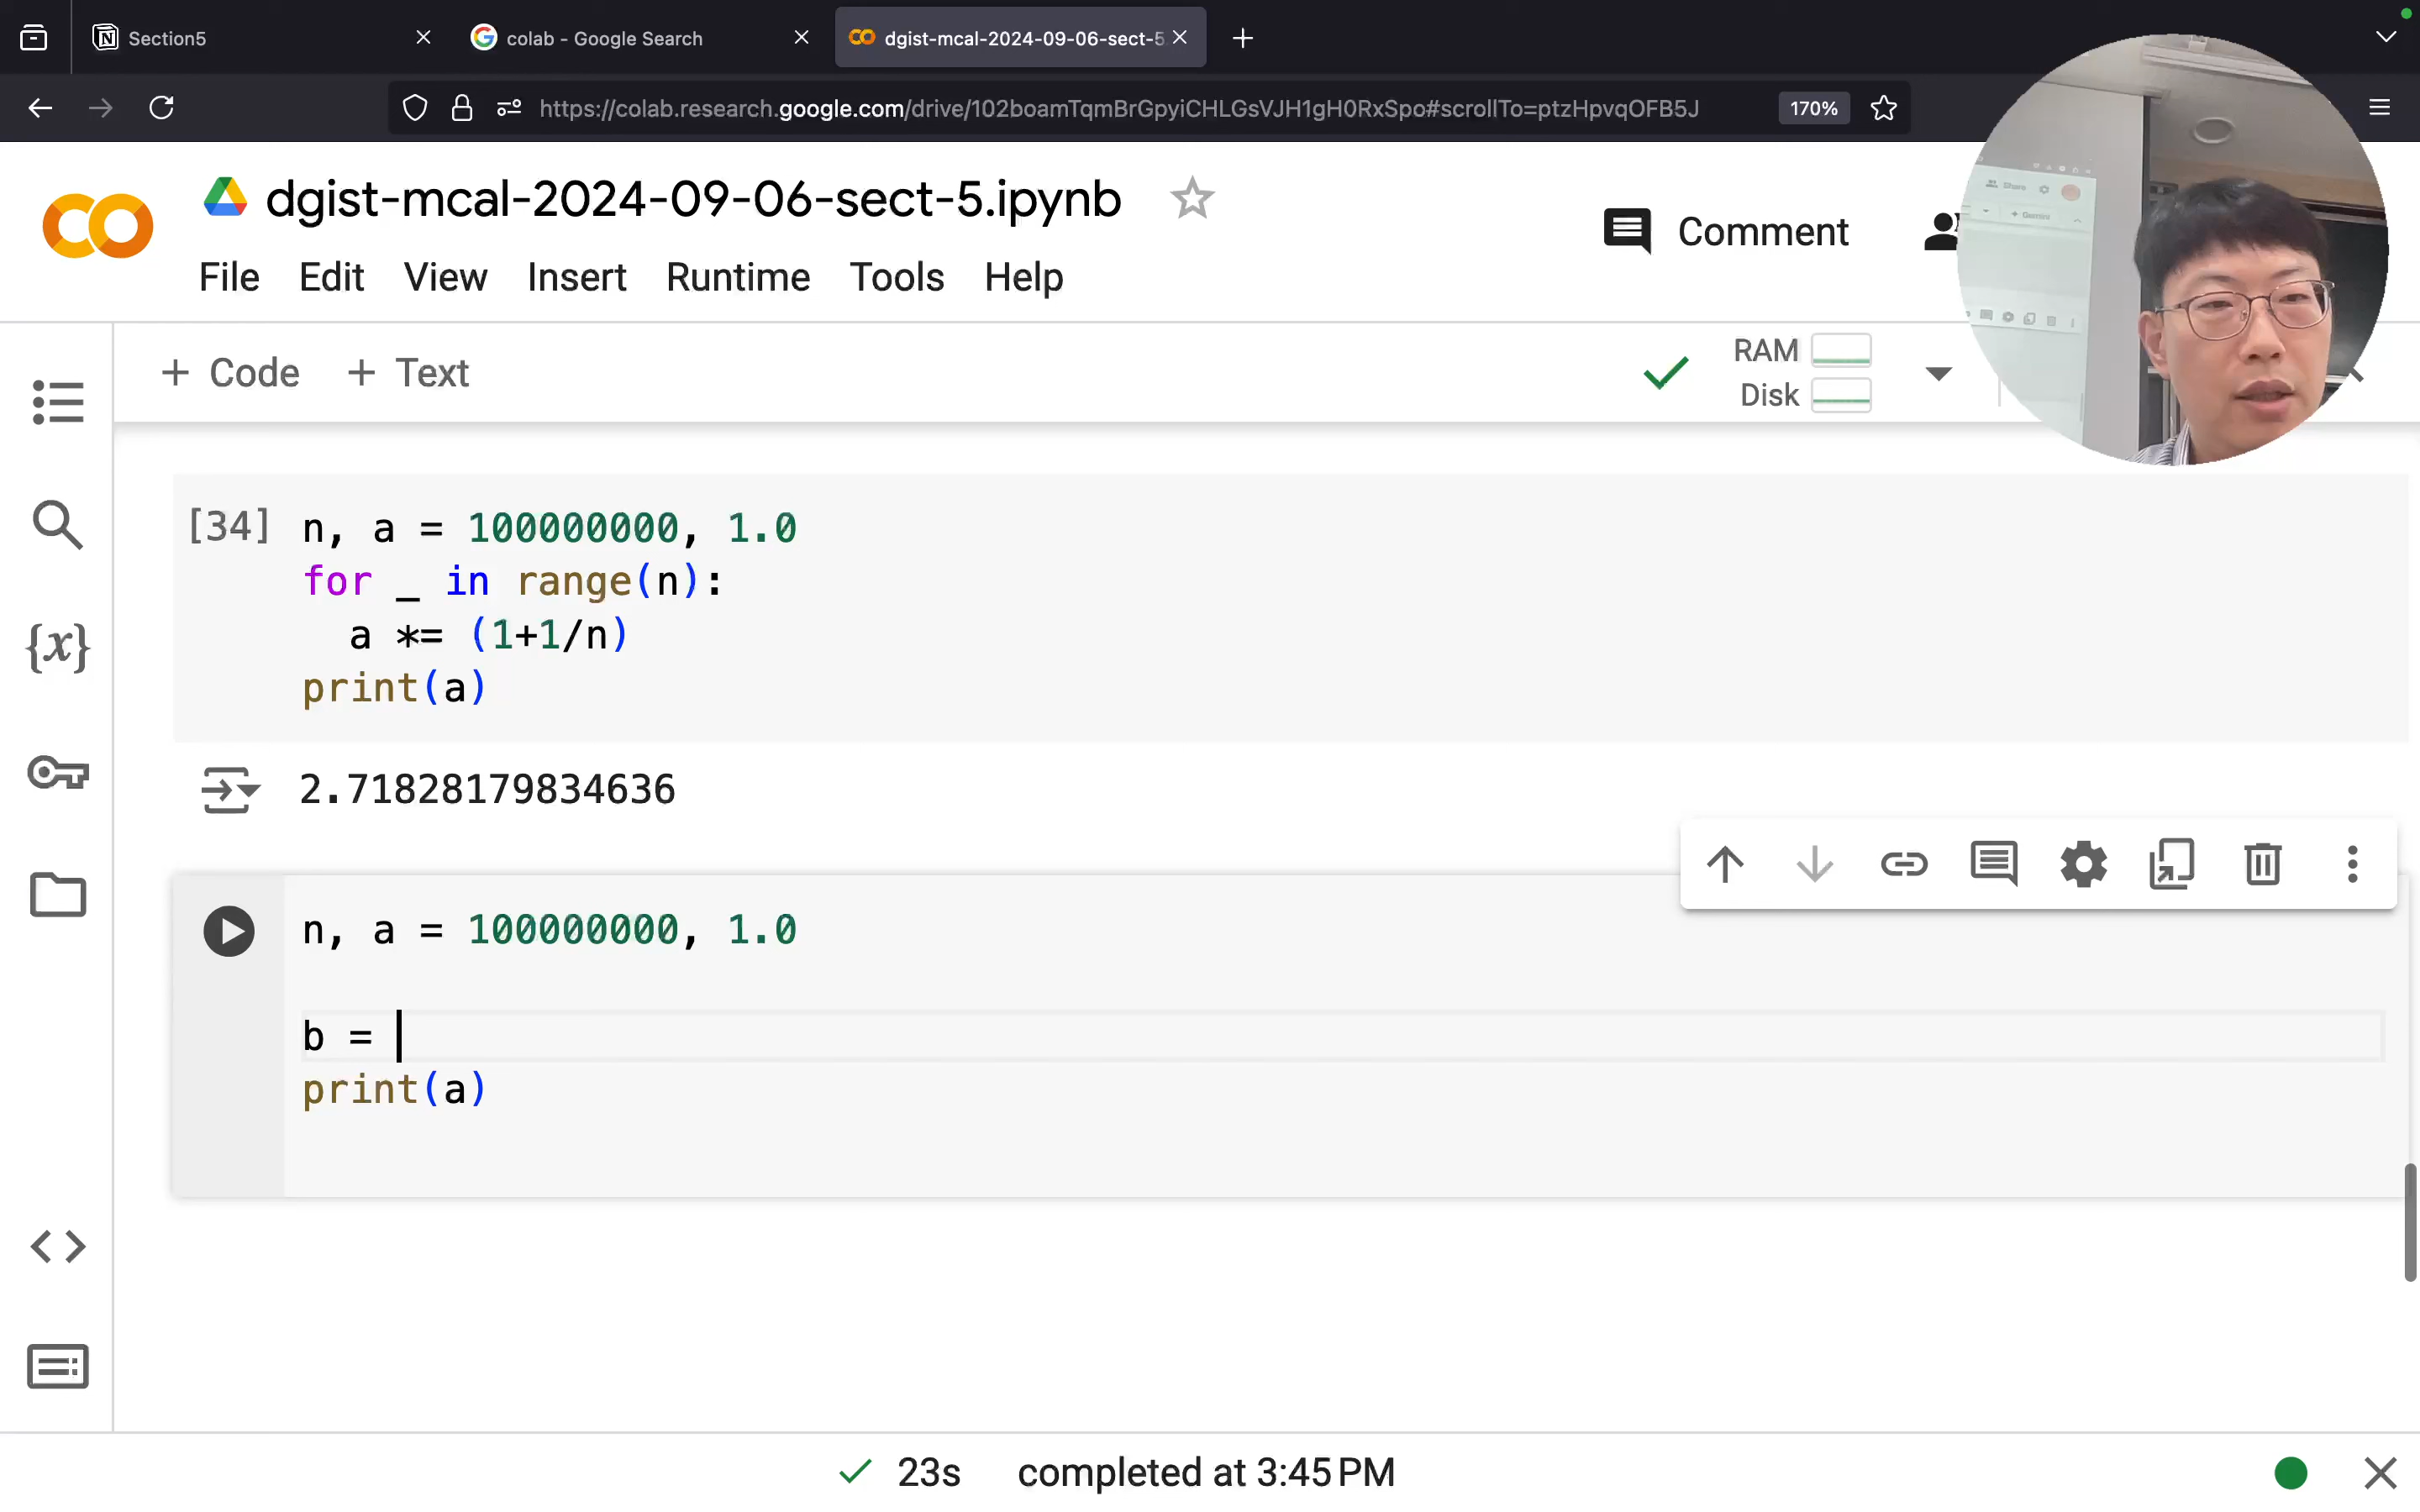 Section5
colab - Google Search
dgist-mcal-2024-09-06-sect-5
https://colab.research.google.com/drive/102boamTqmBrGpyiCHLGsVJH1gH0RxSpo#scrollTo=ptzHpvqOFB5J
170%
dgist-mcal-2024-09-06-sect-5.ipynb
Comment
File Edit View Insert Runtime Tools Help
+ Code + Text
RAM
Disk
[34] n, a = 100000000, 1.0
for _ in range(n):
a *= (1+1/n)
print(a)
2.71828179834636
n, a = 100000000, 1.0
b =
print(a)
23s completed at 3:45 PM